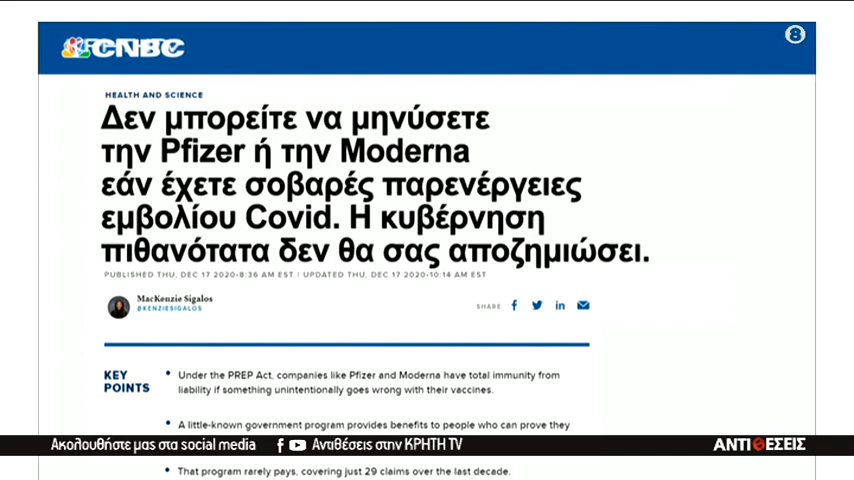 CNBC
8
HEALTH AND SCIENCE
Δεν μπορείτε να μηνύσετε
την Pfizer ή την Moderna
εάν έχετε σοβαρές παρενέργειες
εμβολίου Covid. Η κυβέρνηση
πιθανότατα δεν θα σας αποζημιώσει.
PUBLISHED THU, DEC 17 2020•8:36 AM EST | UPDATED THU, DEC 17 2020•10:14 AM EST
MacKenzie Sigalos
@KENZIESIGALOS
SHARE
KEY POINTS
• Under the PREP Act, companies like Pfizer and Moderna have total immunity from
liability if something unintentionally goes wrong with their vaccines.
• A little-known government program provides benefits to people who can prove they
Ακολουθήστε μας στα social media Αντιθέσεις στην ΚΡΗΤΗ TV ΑΝΤΙΘΕΣΕΙΣ
• That program rarely pays, covering just 29 claims over the last decade.